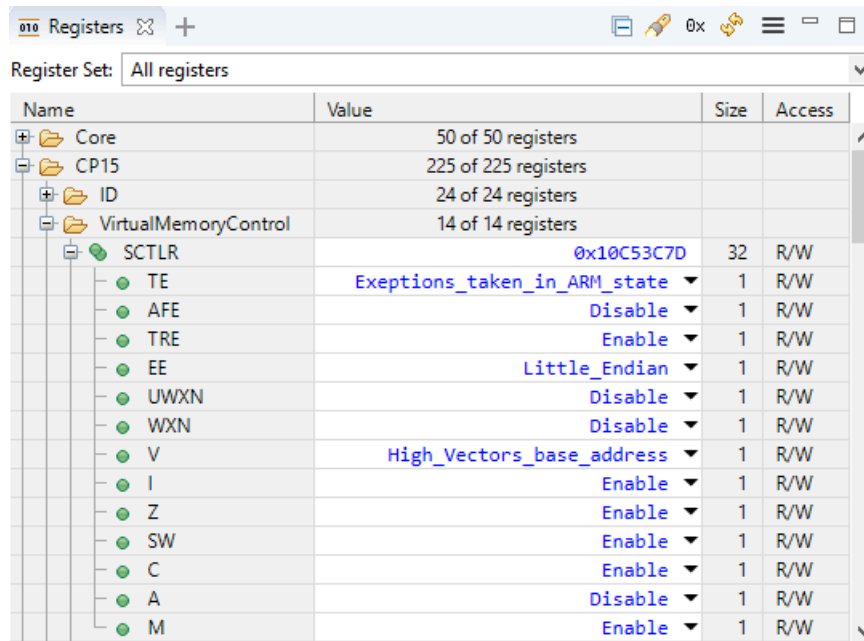 010 Registers
0x
Register Set: All registers
Name Value Size Access
Core 50 of 50 registers
CP15 225 of 225 registers
ID 24 of 24 registers
VirtualMemoryControl 14 of 14 registers
SCTLR 0x10C53C7D 32 R/W
TE Exeptions_taken_in_ARM_state 1 R/W
AFE Disable 1 R/W
TRE Enable 1 R/W
EE Little_Endian 1 R/W
UWXN Disable 1 R/W
WXN Disable 1 R/W
V High_Vectors_base_address 1 R/W
I Enable 1 R/W
Z Enable 1 R/W
SW Enable 1 R/W
C Enable 1 R/W
A Disable 1 R/W
M Enable 1 R/W